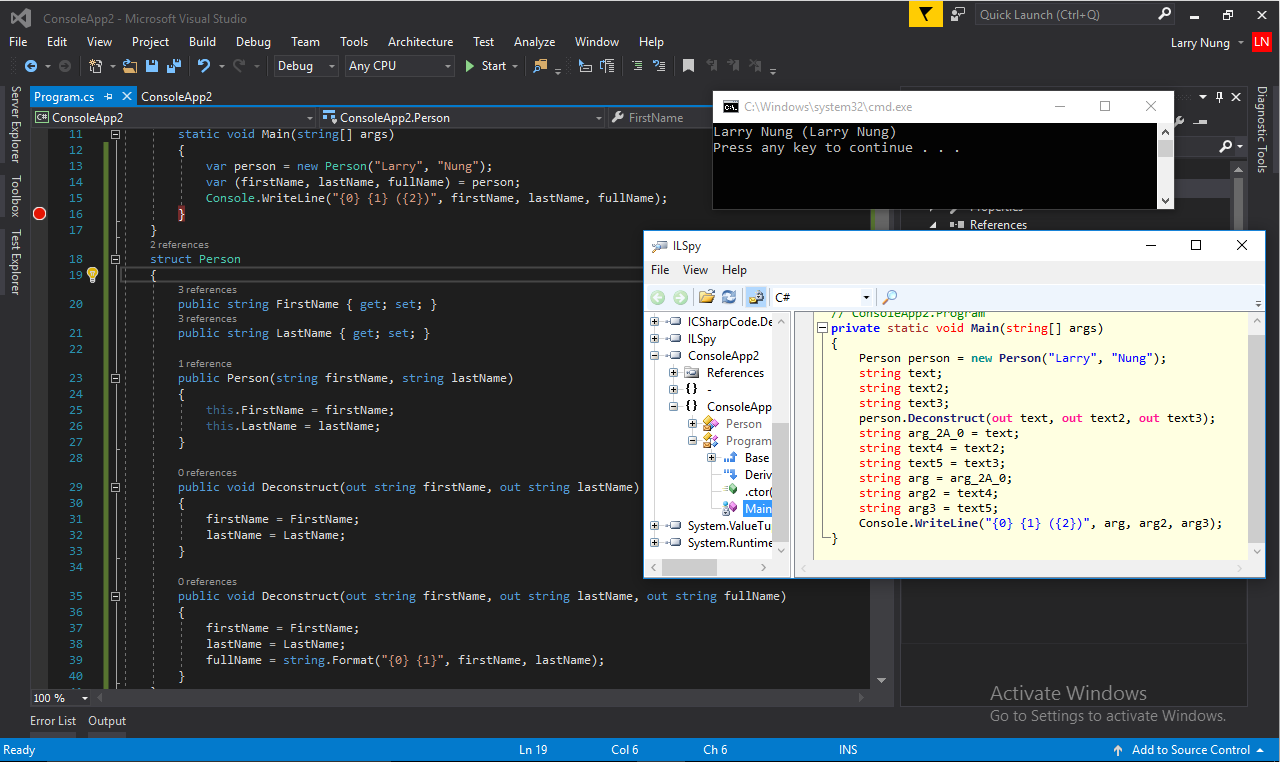 ConsoleApp2 - Microsoft Visual Studio
Quick Launch (Ctrl+Q)
File Edit View Project Build Debug Team Tools Architecture Test Analyze Window Help
Larry Nung LN
Debug Any CPU Start
Server Explorer
Toolbox
Test Explorer
Program.cs ConsoleApp2
ConsoleApp2 ConsoleApp2.Person FirstName
11 static void Main(string[] args)
12 {
13 var person = new Person("Larry", "Nung");
14 var (firstName, lastName, fullName) = person;
15 Console.WriteLine("{0} {1} ({2})", firstName, lastName, fullName);
16 }
17 }
2 references
18 struct Person
19 {
3 references
20 public string FirstName { get; set; }
3 references
21 public string LastName { get; set; }
22
1 reference
23 public Person(string firstName, string lastName)
24 {
25 this.FirstName = firstName;
26 this.LastName = lastName;
27 }
28
0 references
29 public void Deconstruct(out string firstName, out string lastName)
30 {
31 firstName = FirstName;
32 lastName = LastName;
33 }
34
0 references
35 public void Deconstruct(out string firstName, out string lastName, out string fullName)
36 {
37 firstName = FirstName;
38 lastName = LastName;
39 fullName = string.Format("{0} {1}", firstName, lastName);
40 }
100 %
C:\Windows\system32\cmd.exe
Larry Nung (Larry Nung)
Press any key to continue . . .
Diagnostic Tools
Properties
References
ILSpy
File View Help
C#
ICSharpCode.De
ILSpy
ConsoleApp2
References
{} -
{} ConsoleApp
Person
Program
Base
Deriv
.ctor(
Main
System.ValueTu
System.Runtime
// ConsoleApp2.Program
private static void Main(string[] args)
{
Person person = new Person("Larry", "Nung");
string text;
string text2;
string text3;
person.Deconstruct(out text, out text2, out text3);
string arg_2A_0 = text;
string text4 = text2;
string text5 = text3;
string arg = arg_2A_0;
string arg2 = text4;
string arg3 = text5;
Console.WriteLine("{0} {1} ({2})", arg, arg2, arg3);
}
Activate Windows
Go to Settings to activate Windows.
Error List Output
Ready Ln 19 Col 6 Ch 6 INS Add to Source Control